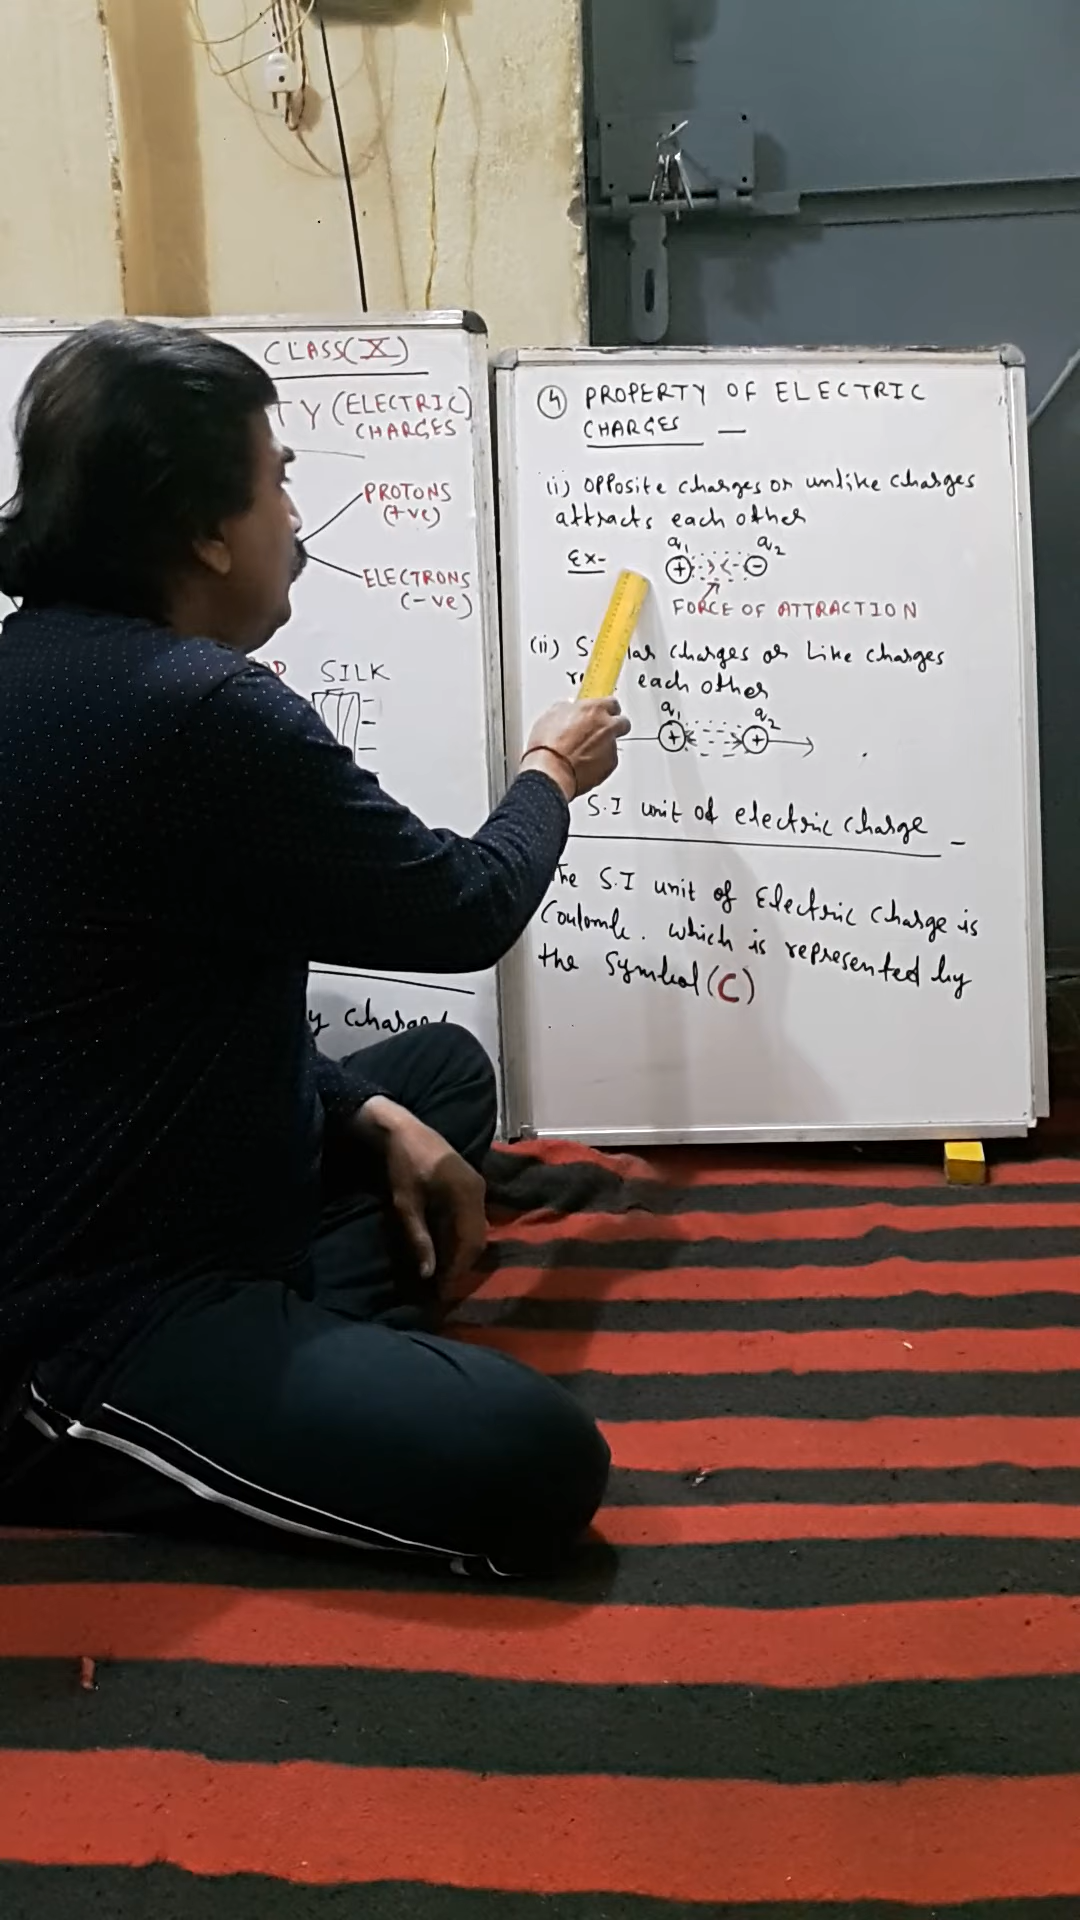 CLASS (X)
TY (ELECTRIC
CHARGES)
PROTONS
(+ve)
ELECTRONS
(-ve)
SILK
y charge
4 PROPERTY OF ELECTRIC
CHARGES —
(i) opposite charges or unlike charges
attracts each other
Ex-
q1 q2
+ -
FORCE OF ATTRACTION
(ii) charges or Like charges
each other
q1 q2
+ +
S.I unit of electric charge -
The S.I unit of Electric charge is
Coulomb. which is represented by
the symbol (C)